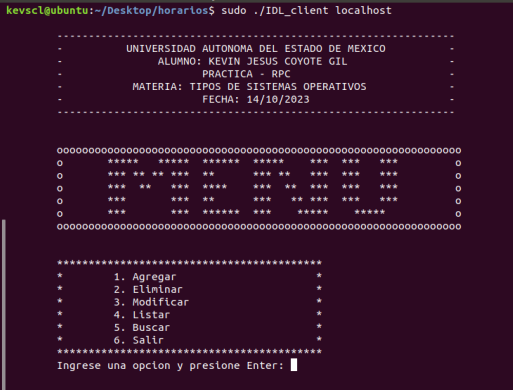 kevscl@ubuntu:~/Desktop/horarios$ sudo ./IDL_client localhost
---------------------------------------------------------------
-          UNIVERSIDAD AUTONOMA DEL ESTADO DE MEXICO          -
-               ALUMNO: KEVIN JESUS COYOTE GIL                -
-                      PRACTICA - RPC                         -
-           MATERIA: TIPOS DE SISTEMAS OPERATIVOS             -
-                      FECHA: 14/10/2023                      -
---------------------------------------------------------------
oooooooooooooooooooooooooooooooooooooooooooooooooooooooooooooooo
o       *****   *****  ******  *****    ***  ***   ***         o
o       *** ** ** ***  **      *** **   ***  ***   ***         o
o       ***  **   ***  ****    ***  **  ***  ***   ***         o
o       ***       ***  **      ***   ** ***  ***   ***         o
o       ***       ***  ******  ***    *****    *****           o
oooooooooooooooooooooooooooooooooooooooooooooooooooooooooooooooo
******************************************
*        1. Agregar                      *
*        2. Eliminar                     *
*        3. Modificar                    *
*        4. Listar                       *
*        5. Buscar                       *
*        6. Salir                        *
******************************************
Ingrese una opcion y presione Enter: